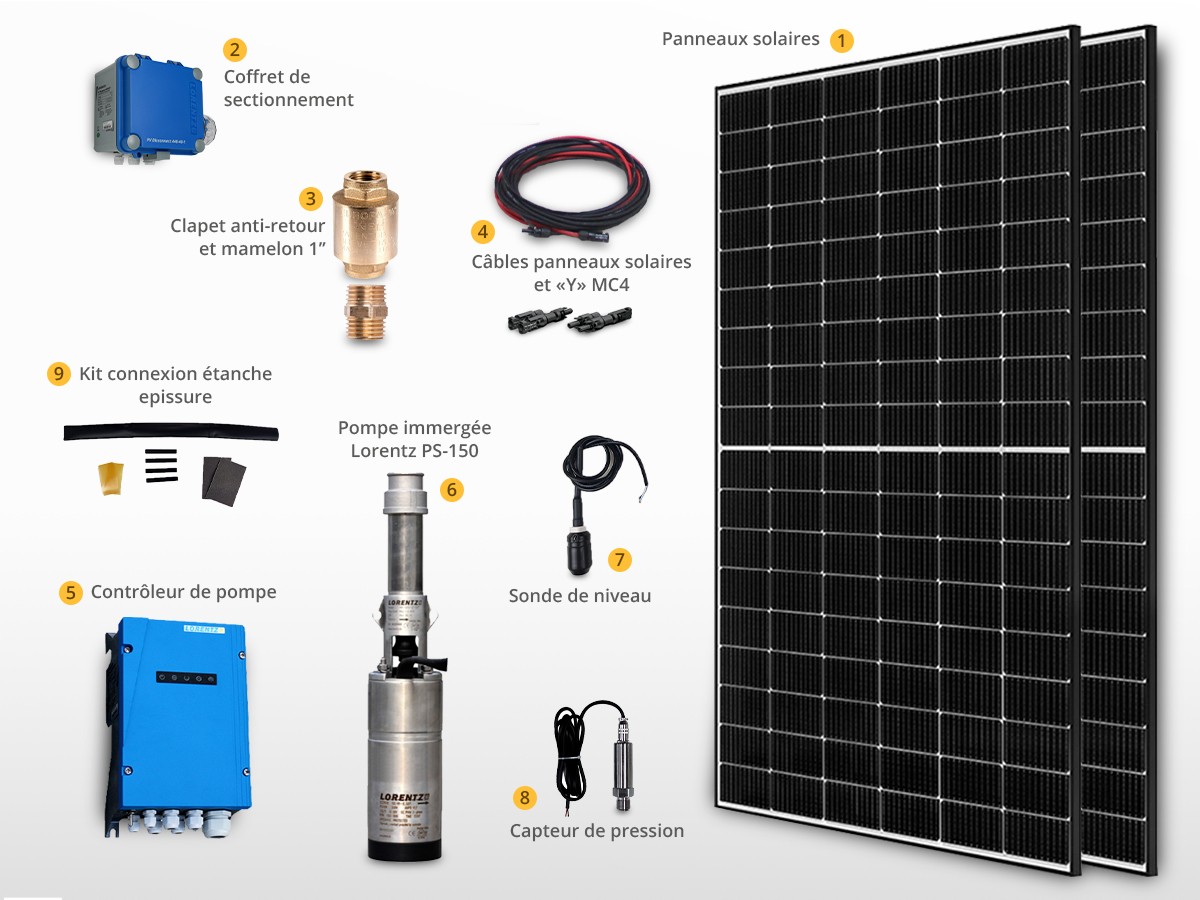 Panneaux solaires 1
2
Coffret de
sectionnement
3
Clapet anti-retour
et mamelon 1”
4
Câbles panneaux solaires
et «Y» MC4
9 Kit connexion étanche
epissure
Pompe immergée
Lorentz PS-150
6
7
Sonde de niveau
5 Contrôleur de pompe
LORENTZ
LORENTZ
LORENTZ
8
Capteur de pression